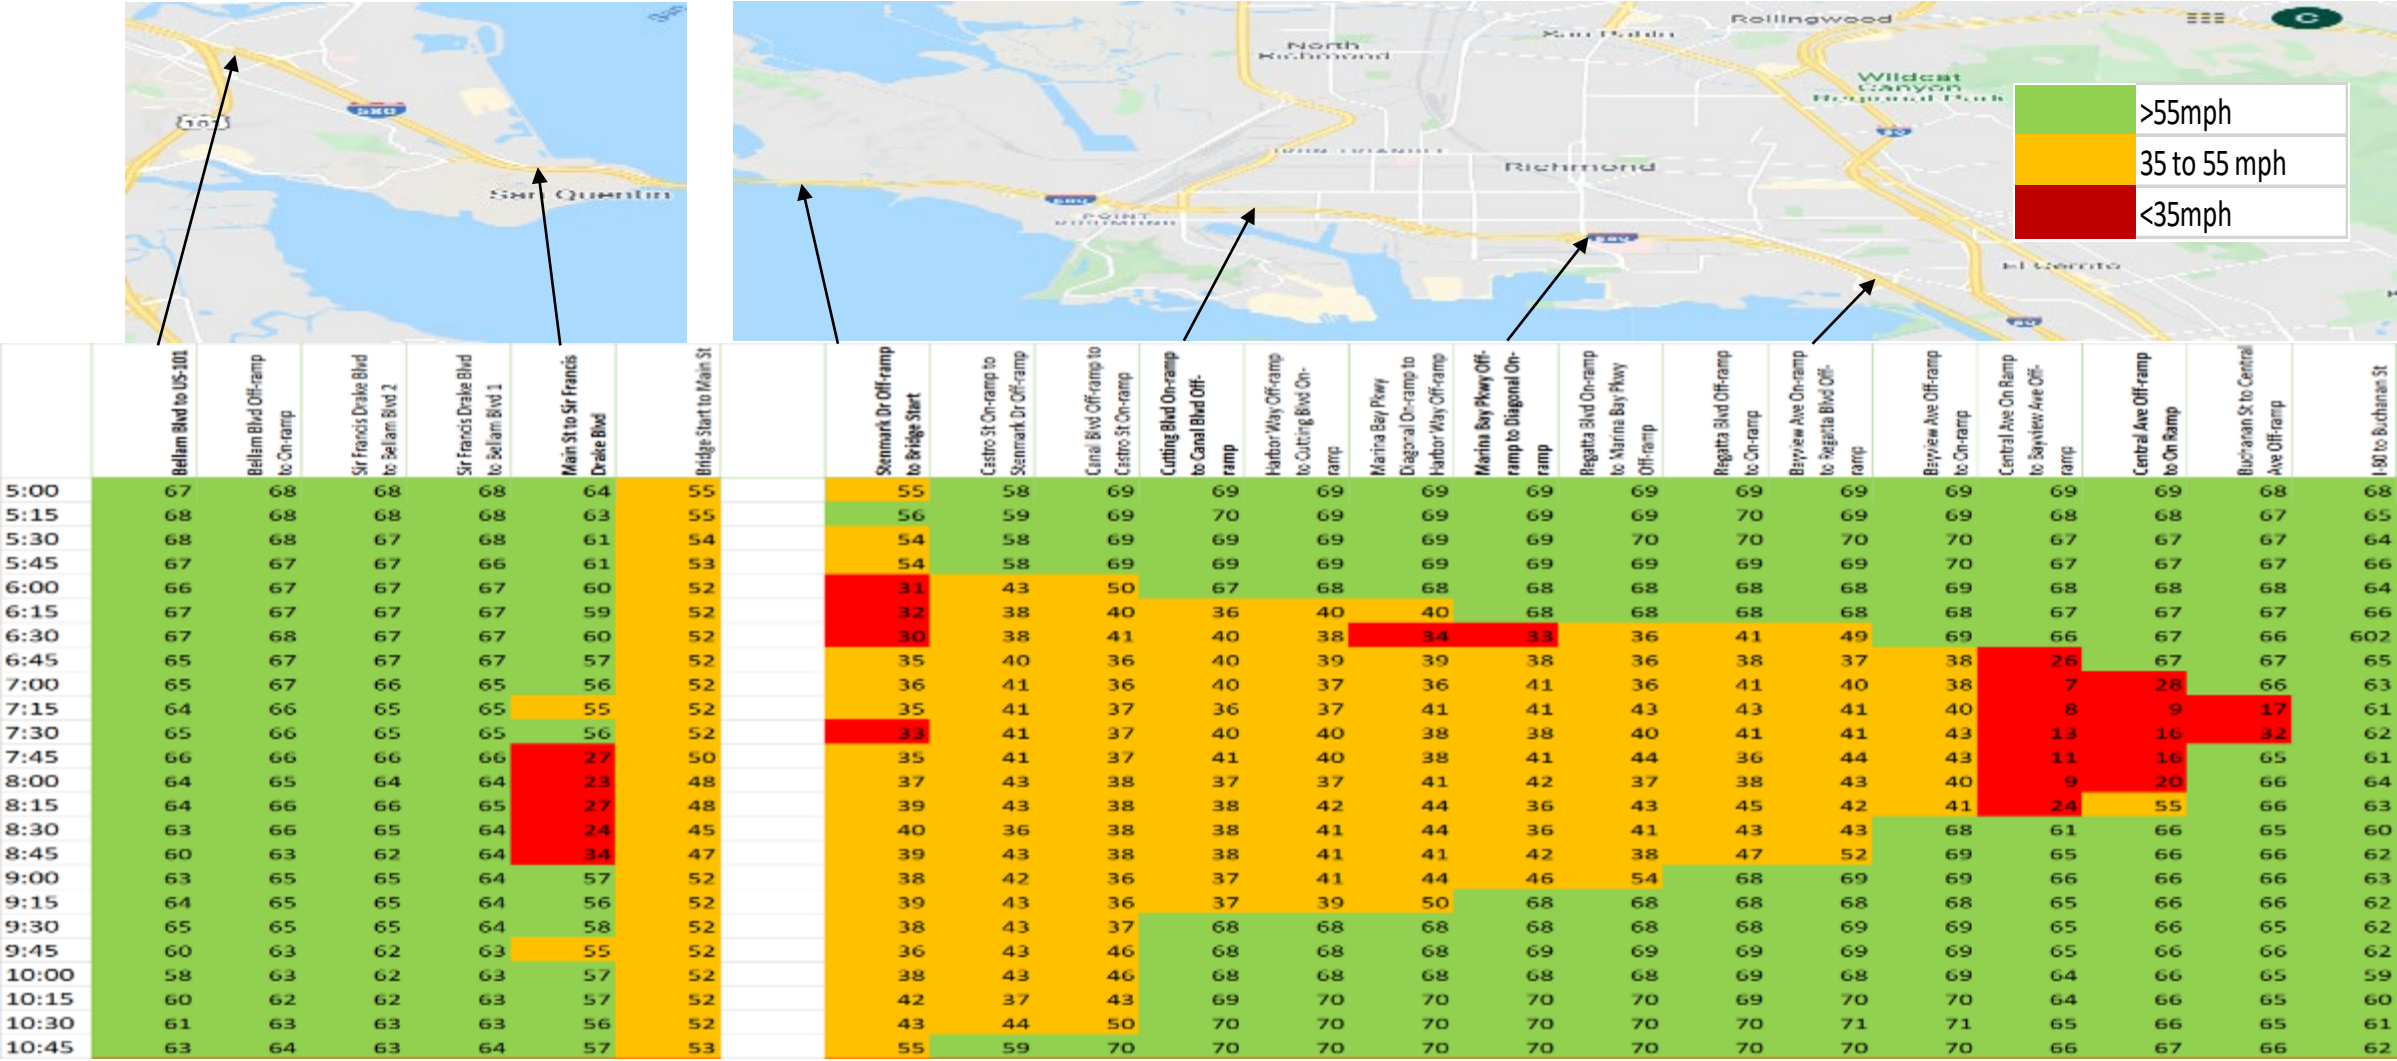 Rollingwood
C
North
Richmond
Wildcat
Canyon
Regional Park
580
101
80
Richmond
San Quentin
El Cerrito
>55mph
35 to 55 mph
<35mph
Bellam Blvd to US-101
Bellam Blvd Off-ramp
to On-ramp
Sir Francis Drake Blvd
to Bellam Blvd 2
Sir Francis Drake Blvd
to Bellam Blvd 1
Main St to Sir Francis
Drake Blvd
Bridge Start to Main St
Stenmark Dr Off-ramp
to Bridge Start
Castro St On-ramp to
Stenmark Dr Off-ramp
Canal Blvd Off-ramp to
Castro St On-ramp
Cutting Blvd On-ramp
to Canal Blvd Off-
ramp
Harbor Way Off-ramp
to Cutting Blvd On-
ramp
Marina Bay Pkwy
Diagonal On-ramp to
Harbor Way Off-ramp
Marina Bay Pkwy Off-
ramp to Diagonal On-
ramp
Regatta Blvd On-ramp
to Marina Bay Pkwy
Off-ramp
Regatta Blvd Off-ramp
to On-ramp
Bayview Ave On-ramp
to Regatta Blvd Off-
ramp
Bayview Ave Off-ramp
to On-ramp
Central Ave On Ramp
to Bayview Ave Off-
ramp
Central Ave Off-ramp
to On Ramp
Buchanan St to Central
Ave Off-ramp
I-80 to Buchanan St
5:00 67 68 68 68 64 55 55 58 69 69 69 69 69 69 69 69 69 69 69 68 68
5:15 68 68 68 68 63 55 56 59 69 70 69 69 69 69 70 69 69 68 68 67 65
5:30 68 68 67 68 61 54 54 58 69 69 69 69 69 70 70 70 70 67 67 67 64
5:45 67 67 67 66 61 53 54 58 69 69 69 69 69 69 69 69 70 67 67 67 66
6:00 66 67 67 67 60 52 31 43 50 67 68 68 68 68 68 68 69 68 68 68 64
6:15 67 67 67 67 59 52 32 38 40 36 40 40 68 68 68 68 68 67 67 67 66
6:30 67 68 67 67 60 52 30 38 41 40 38 34 33 36 41 49 69 66 67 66 602
6:45 65 67 67 67 57 52 35 40 36 40 39 39 38 36 38 37 38 26 67 67 65
7:00 65 67 66 65 56 52 36 41 36 40 37 36 41 36 41 40 38 7 28 66 63
7:15 64 66 65 65 55 52 35 41 37 36 37 41 41 43 43 41 40 8 9 17 61
7:30 65 66 65 65 56 52 33 41 37 40 40 38 38 40 41 41 43 13 16 32 62
7:45 66 66 66 66 27 50 35 41 37 41 40 38 41 44 36 44 43 11 16 65 61
8:00 64 65 64 64 23 48 37 43 38 37 37 41 42 37 38 43 40 9 20 66 64
8:15 64 66 66 65 27 48 39 43 38 38 42 44 36 43 45 42 41 24 55 66 63
8:30 63 66 65 64 24 45 40 36 38 38 41 44 36 41 43 43 68 61 66 65 60
8:45 60 63 62 64 34 47 39 43 38 38 41 41 42 38 47 52 69 65 66 66 62
9:00 63 65 65 64 57 52 38 42 36 37 41 44 46 54 68 69 69 66 66 66 63
9:15 64 65 65 64 56 52 39 43 36 37 39 50 68 68 68 68 68 65 66 66 62
9:30 65 65 65 64 58 52 38 43 37 68 68 68 68 68 68 69 69 65 66 65 62
9:45 60 63 62 63 55 52 36 43 46 68 68 68 69 69 69 69 69 65 66 66 62
10:00 58 63 62 63 57 52 38 43 46 68 68 68 68 68 69 68 69 64 66 65 59
10:15 60 62 62 63 57 52 42 37 43 69 70 70 70 70 69 70 70 64 66 65 60
10:30 61 63 63 63 56 52 43 44 50 70 70 70 70 70 70 71 71 65 66 65 61
10:45 63 64 63 64 57 53 55 59 70 70 70 70 70 70 70 70 70 66 67 66 62